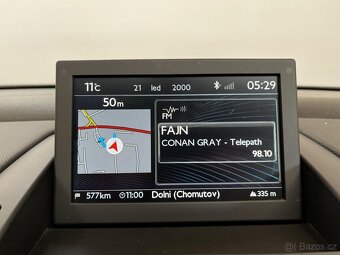 11°C 21 led 2000 05:29
50m
FM
FAJN
CONAN GRAY - Telepath
98.10
577km 11:00 Dolni (Chomutov) 335 m
bazos.cz